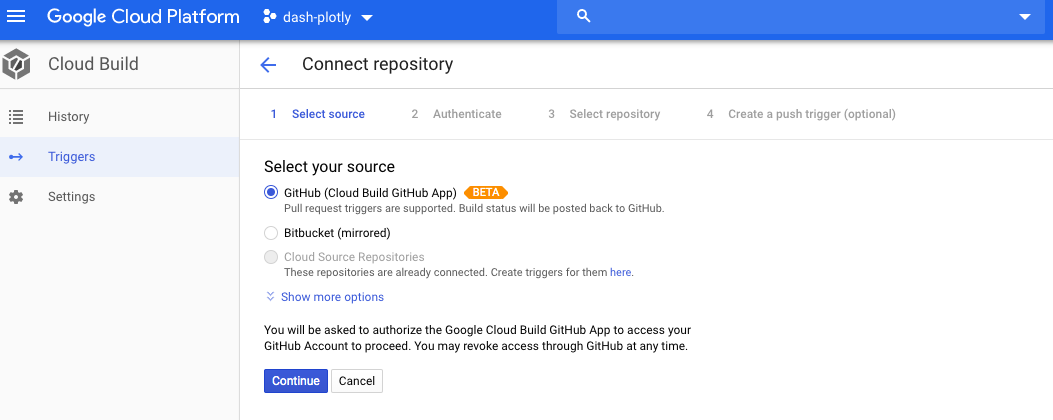 Google Cloud Platform dash-plotly
Cloud Build
Connect repository
History
Triggers
Settings
1 Select source 2 Authenticate 3 Select repository 4 Create a push trigger (optional)
Select your source
GitHub (Cloud Build GitHub App) BETA
Pull request triggers are supported. Build status will be posted back to GitHub.
Bitbucket (mirrored)
Cloud Source Repositories
These repositories are already connected. Create triggers for them here.
Show more options
You will be asked to authorize the Google Cloud Build GitHub App to access your
GitHub Account to proceed. You may revoke access through GitHub at any time.
Continue Cancel